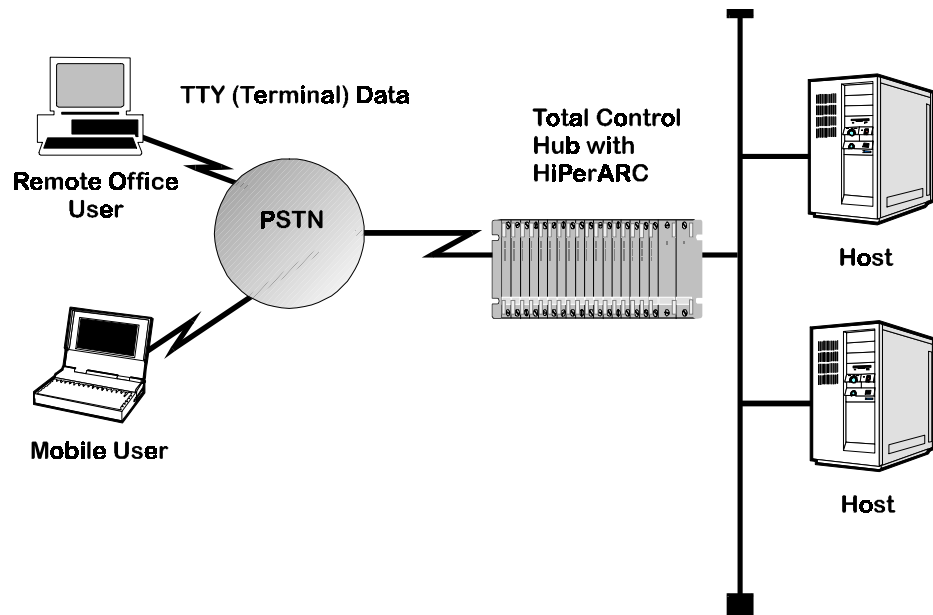 TTY (Terminal) Data
Remote Office
User
PSTN
Mobile User
Total Control
Hub with
HiPerARC
Host
Host